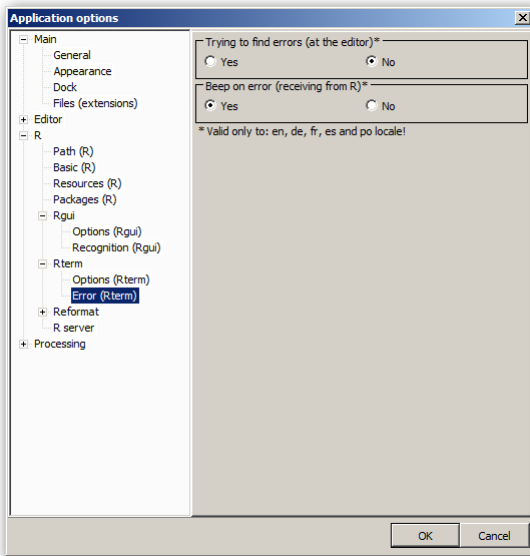 Application options
Main
General
Appearance
Dock
Files (extensions)
Editor
R
Path (R)
Basic (R)
Resources (R)
Packages (R)
Rgui
Options (Rgui)
Recognition (Rgui)
Rterm
Options (Rterm)
Error (Rterm)
Reformat
R server
Processing
Trying to find errors (at the editor)*
Yes No
Beep on error (receiving from R)*
Yes No
* Valid only to: en, de, fr, es and po locale!
OK Cancel